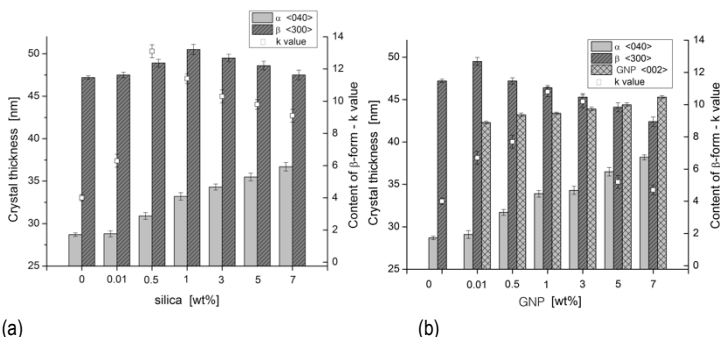 α <040>
β <300>
k value
Crystal thickness [nm]
50
45
40
35
30
25
14
12
10
8
6
4
2
0
Content of β-form - k value
0 0.01 0.5 1 3 5 7
silica [wt%]
(a)
α <040>
β <300>
GNP <002>
k value
Crystal thickness [nm]
50
45
40
35
30
25
14
12
10
8
6
4
2
0
Content of β-form - k value
0 0.01 0.5 1 3 5 7
GNP [wt%]
(b)